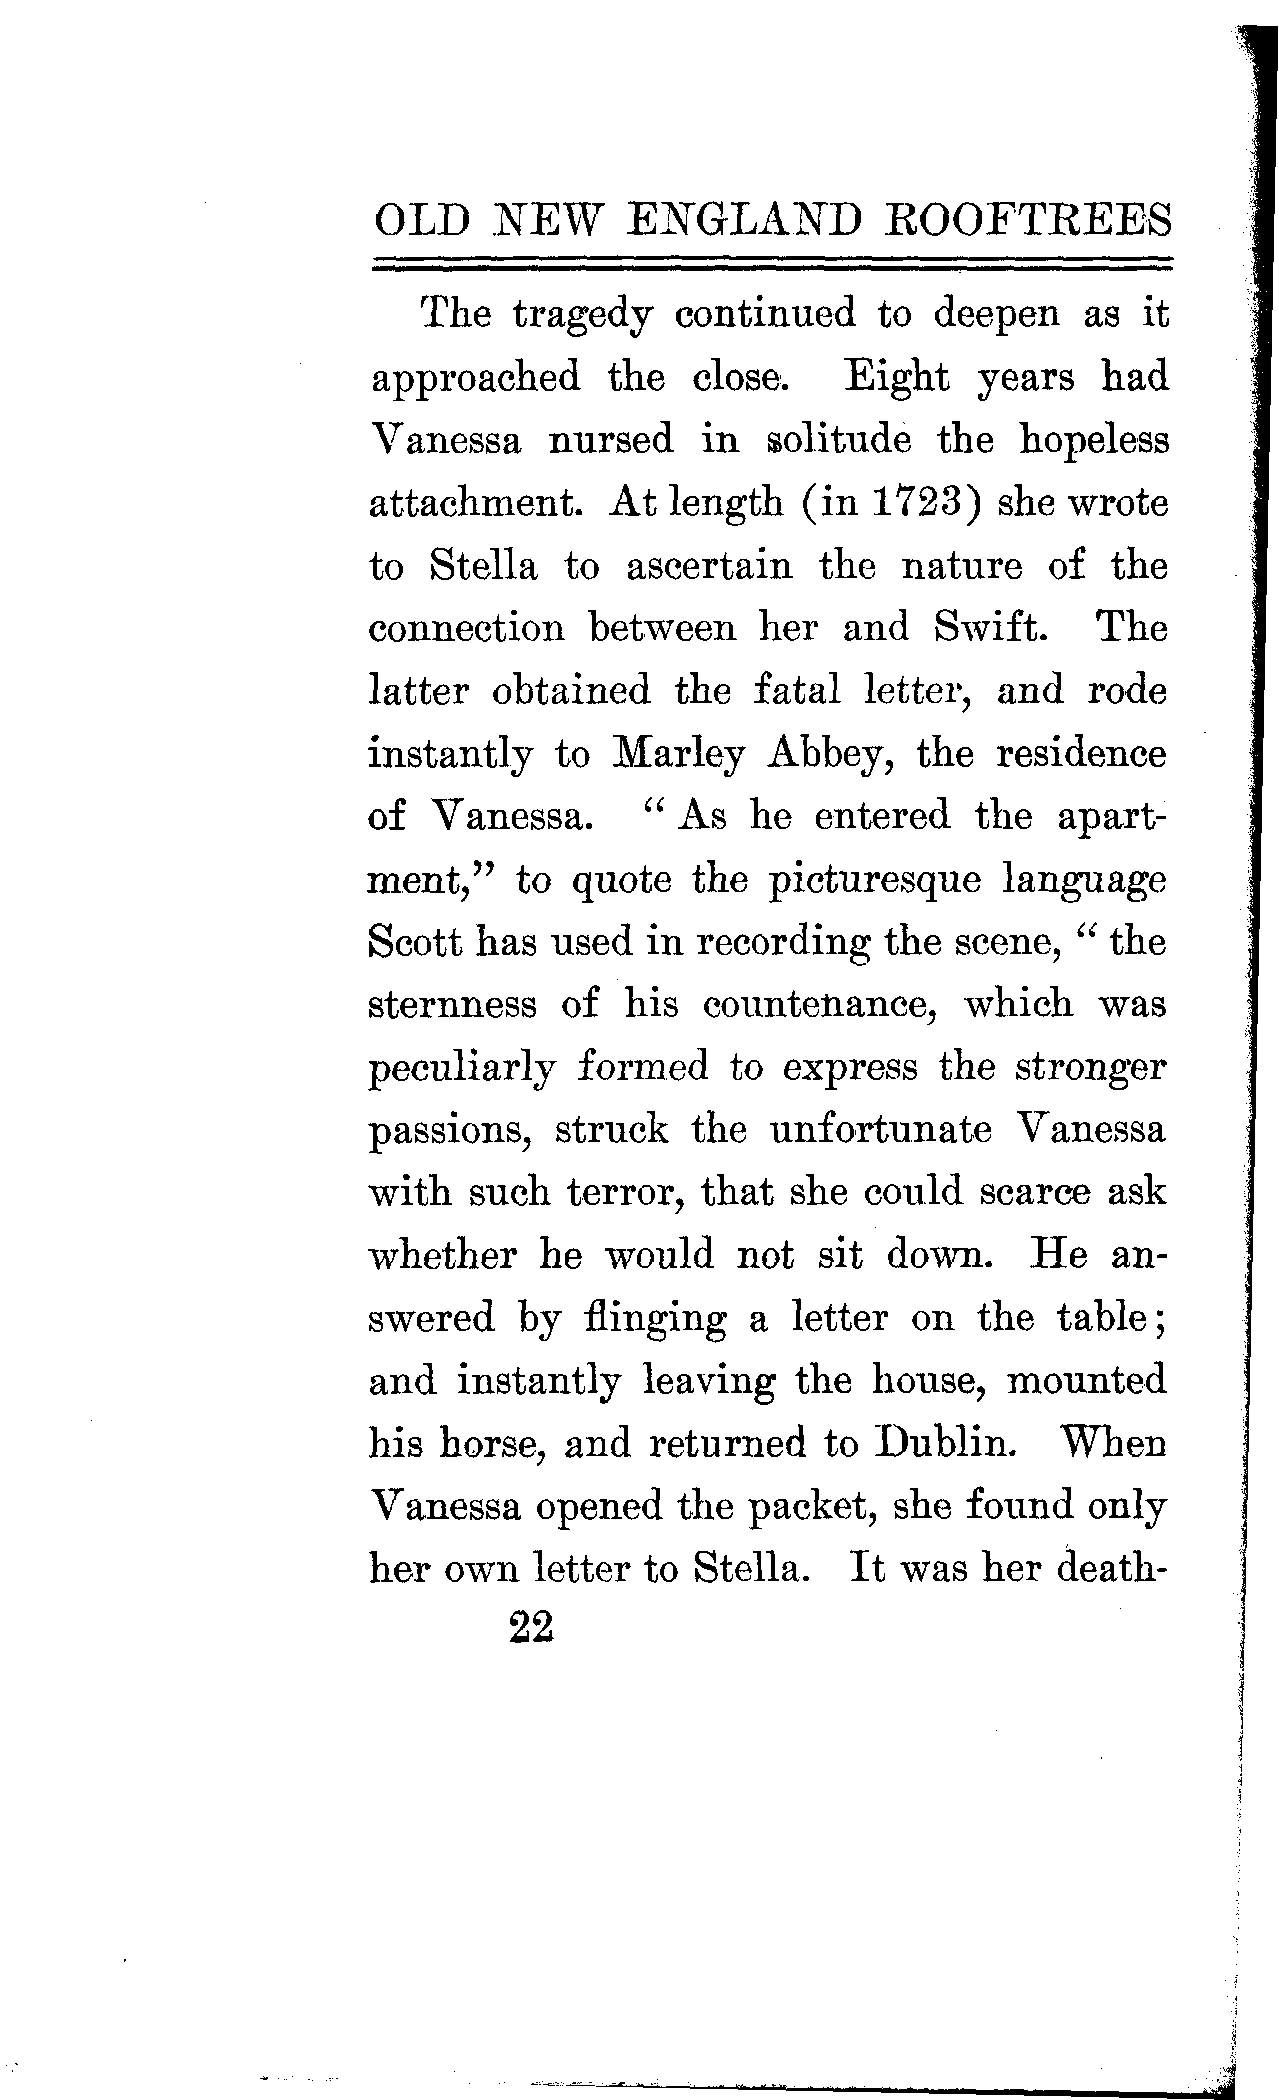 OLD NEW ENGLAND ROOFTREES
The tragedy continued to deepen as it
approached the close. Eight years had
Vanessa nursed in solitude the hopeless
attachment. At length (in 1723) she wrote
to Stella to ascertain the nature of the
connection between her and Swift. The
latter obtained the fatal letter, and rode
instantly to Marley Abbey, the residence
of Vanessa. “ As he entered the apart-
ment,” to quote the picturesque language
Scott has used in recording the scene, “ the
sternness of his countenance, which was
peculiarly formed to express the stronger
passions, struck the unfortunate Vanessa
with such terror, that she could scarce ask
whether he would not sit down. He an-
swered by flinging a letter on the table;
and instantly leaving the house, mounted
his horse, and returned to Dublin. When
Vanessa opened the packet, she found only
her own letter to Stella. It was her death-
22